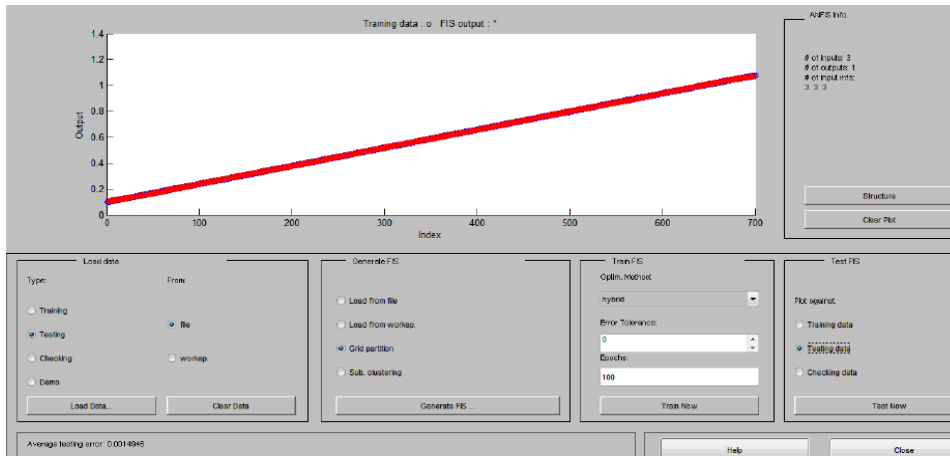 Training data : o   FIS output : *
ANFIS Info.
1.4
1.2
1
0.8
0.6
0.4
0.2
0
Output
0
100
200
300
400
500
600
700
Index
# of inputs: 3
# of outputs: 1
# of input mfs:
3 3 3
Structure
Clear Plot
Load data
Type:
From:
Training
Testing
Checking
Demo
file
worksp.
Load Data...
Clear Data
Generate FIS
Load from file
Load from worksp.
Grid partition
Sub. clustering
Generate FIS ...
Train FIS
Optim. Method:
hybrid
Error Tolerance:
0
Epochs:
100
Train Now
Test FIS
Plot against:
Training data
Testing data
Checking data
Test Now
Average testing error: 0.0014946
Help
Close